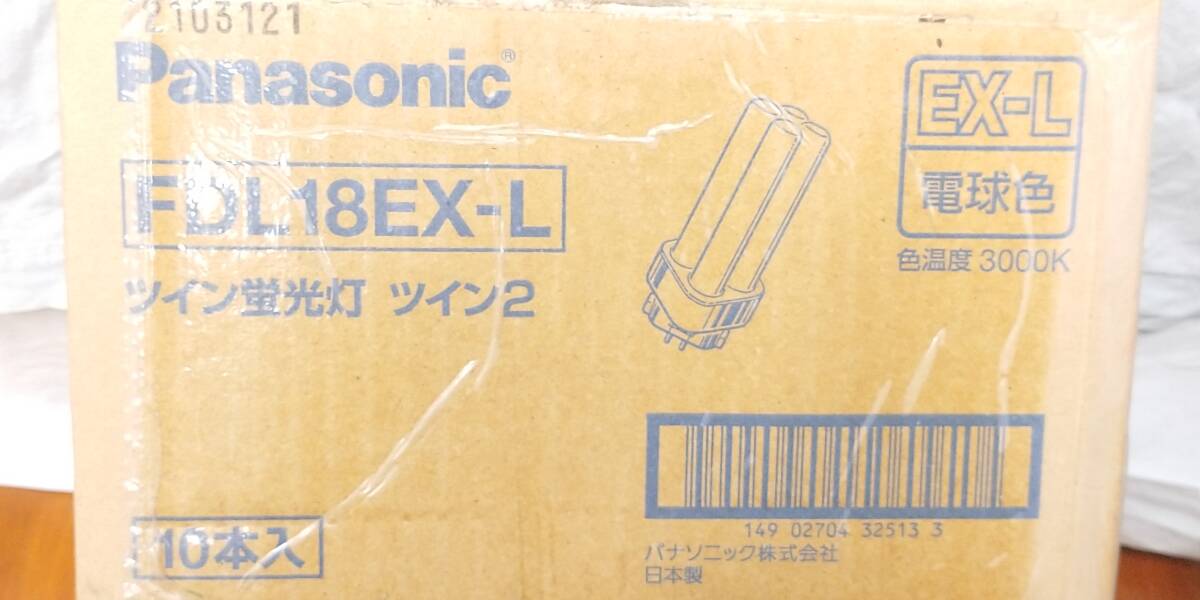 2103121
Panasonic®
EX-L
電球色
色温度 3000K
FDL18EX-L
ツイン蛍光灯 ツイン2
149 02704 32513 3
パナソニック株式会社
日本製
10本入